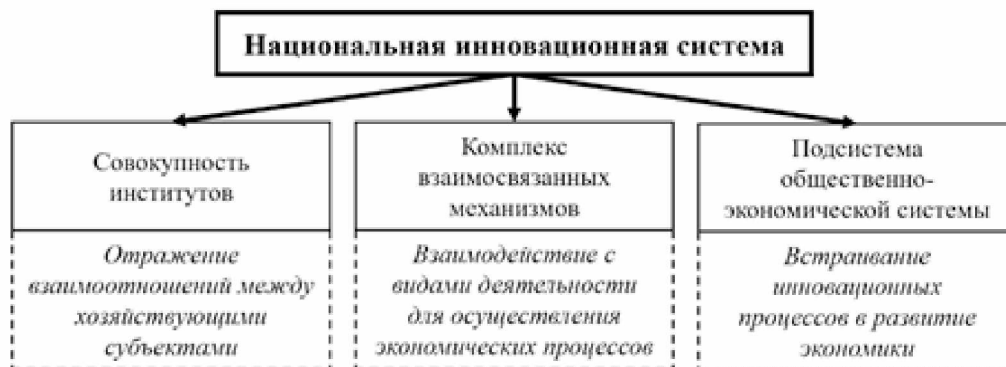 Национальная инновационная система
Совокупность
институтов
Отражение
взаимоотношений между
хозяйствующими
субъектами
Комплекс
взаимосвязанных
механизмов
Взаимодействие с
видами деятельности
для осуществления
экономических процессов
Подсистема
общественно-
экономической системы
Встраивание
инновационных
процессов в развитие
экономики